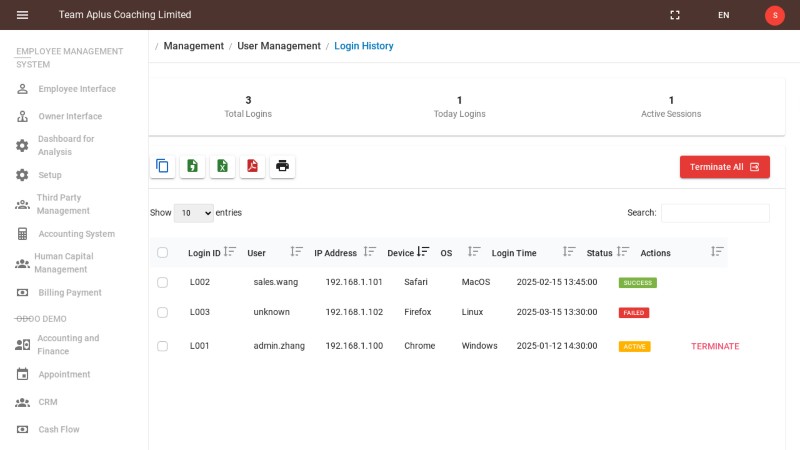 Team Aplus Coaching Limited
EN
S
EMPLOYEE MANAGEMENT
SYSTEM
Employee Interface
Owner Interface
Dashboard for
Analysis
Setup
Third Party
Management
Accounting System
Human Capital
Management
Billing Payment
ODOO DEMO
Accounting and
Finance
Appointment
CRM
Cash Flow
/ Management / User Management / Login History
3
Total Logins
1
Today Logins
1
Active Sessions
Terminate All
Show 10 entries
Search:
Login ID User IP Address Device OS Login Time Status Actions
L002 sales.wang 192.168.1.101 Safari MacOS 2025-02-15 13:45:00 SUCCESS
L003 unknown 192.168.1.102 Firefox Linux 2025-03-15 13:30:00 FAILED
L001 admin.zhang 192.168.1.100 Chrome Windows 2025-01-12 14:30:00 ACTIVE TERMINATE